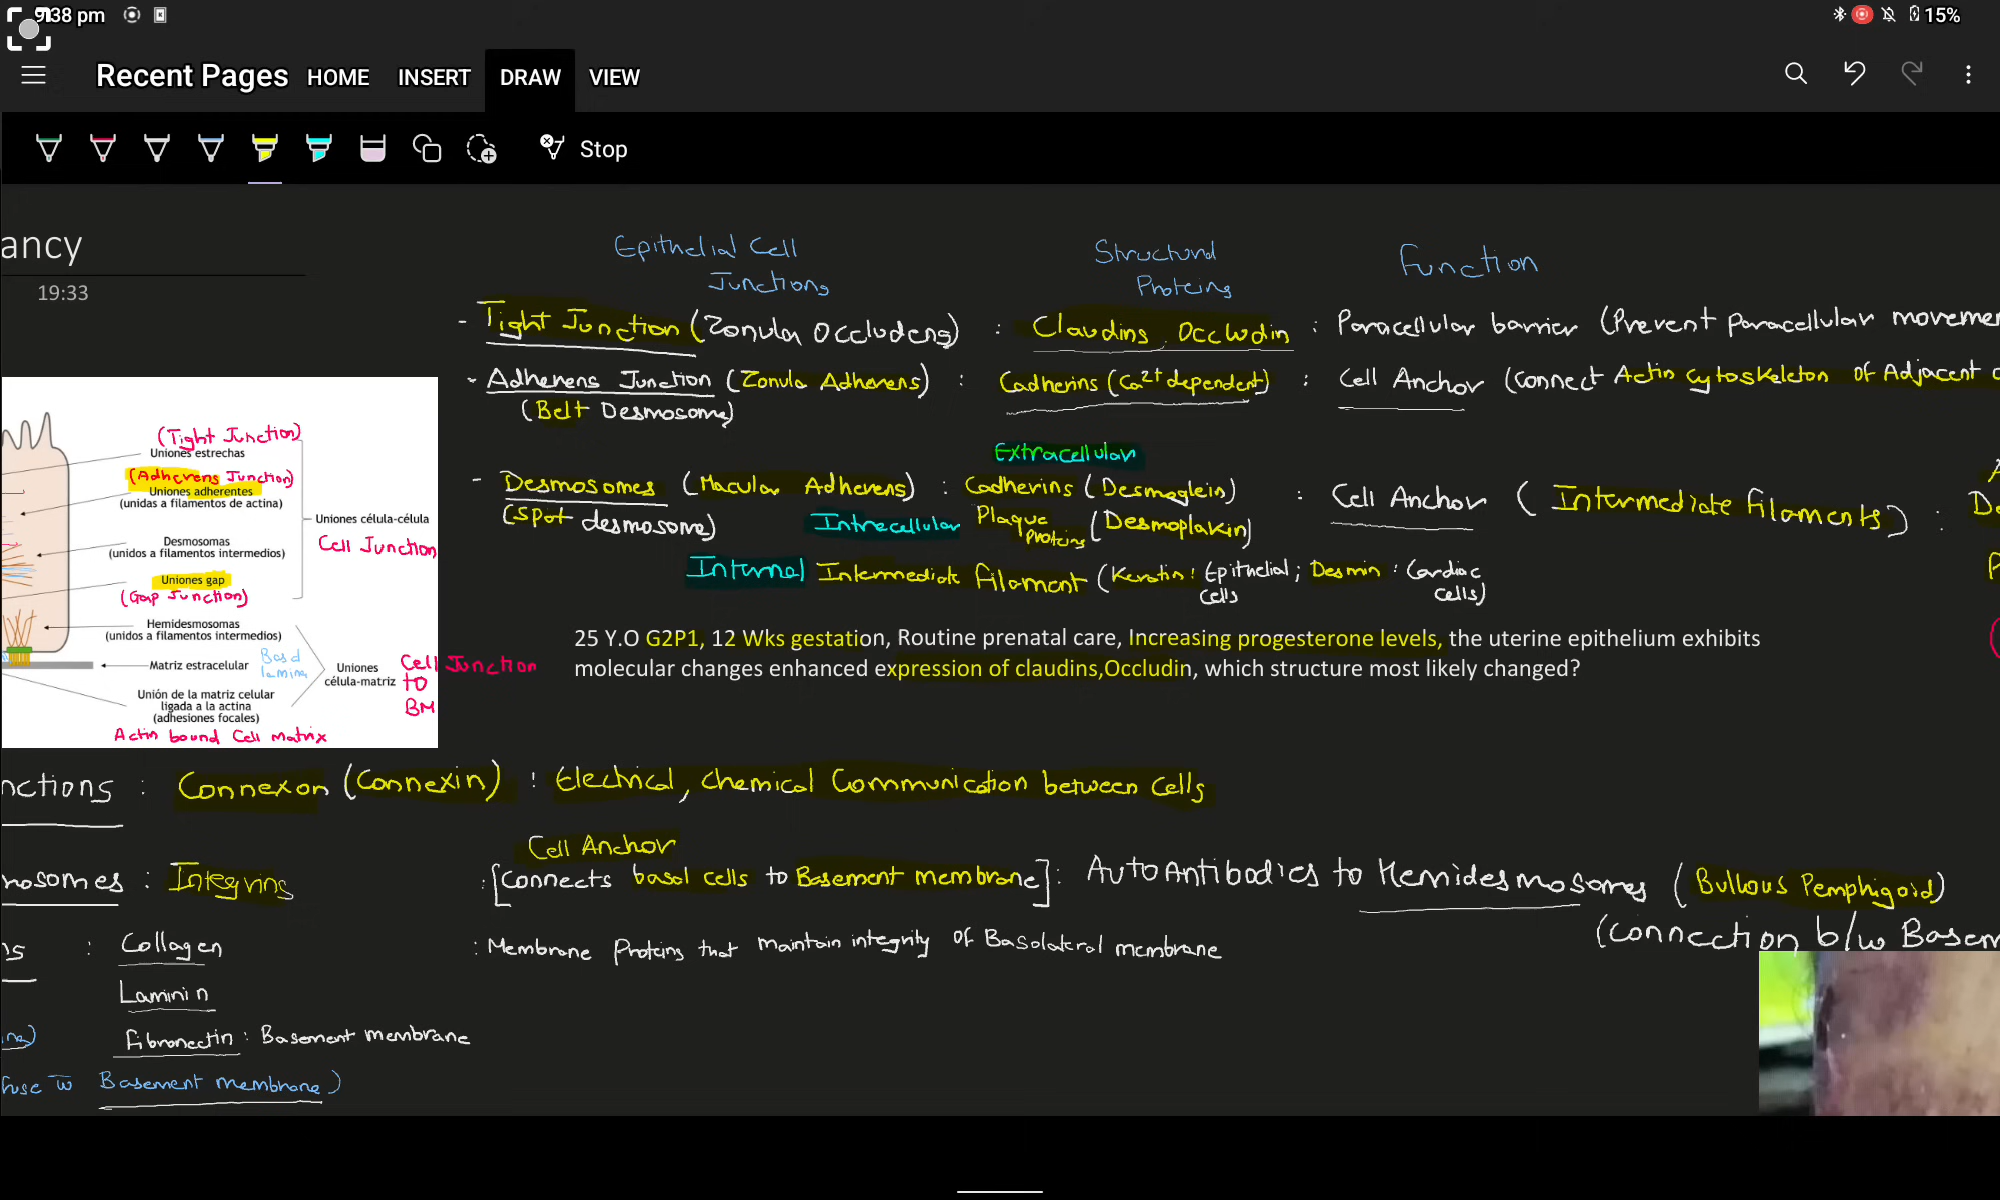 9:38 pm
15%
Recent Pages HOME INSERT DRAW VIEW
Stop
ancy
19:33
Epithelial Cell Junctions
Structural Proteins
Function
- Tight Junction (Zonula Occludens) : Claudins, Occludin : Paracellular barrier (Prevent paracellular moveme
- Adherens Junction (Zonula Adherens) : Cadherins (Ca2+ dependent) : Cell Anchor (connect Actin cytoskeleton of Adjacent c
(Belt Desmosome)
Extracellular
- Desmosomes (Macular Adherens) : Cadherins (Desmoglein) : Cell Anchor (Intermediate filaments) :
(Spot desmosome) Intracellular Plaque Proteins (Desmoplakin)
Internal Intermediate filament (Keratin : Epithelial cells ; Desmin : Cardiac cells)
25 Y.O G2P1, 12 Wks gestation, Routine prenatal care, Increasing progesterone levels, the uterine epithelium exhibits
molecular changes enhanced expression of claudins,Occludin, which structure most likely changed?
(Tight Junction)
Uniones estrechas
(Adherens Junction)
Uniones adherentes
(unidas a filamentos de actina)
Uniones célula-célula
Cell Junction
Desmosomas
(unidos a filamentos intermedios)
Uniones gap
(Gap Junction)
Hemidesmosomas
(unidos a filamentos intermedios)
Matriz estracelular
Basal lamina
Uniones
célula-matriz
Cell Junction
to
BM
Unión de la matriz celular
ligada a la actina
(adhesiones focales)
Actin bound Cell matrix
nctions : Connexon (Connexin) : Electrical, Chemical Communication between Cells
Cell Anchor
mosomes : Integrins : [Connects basal cells to Basement membrane] : AutoAntibodies to Hemidesmosomes (Bullous Pemphigoid)
(Connection b/w Basem
ns : Collagen : Membrane Proteins that maintain integrity of Basolateral membrane
Laminin
ina) Fibronectin : Basement membrane
fuse w Basement membrane)